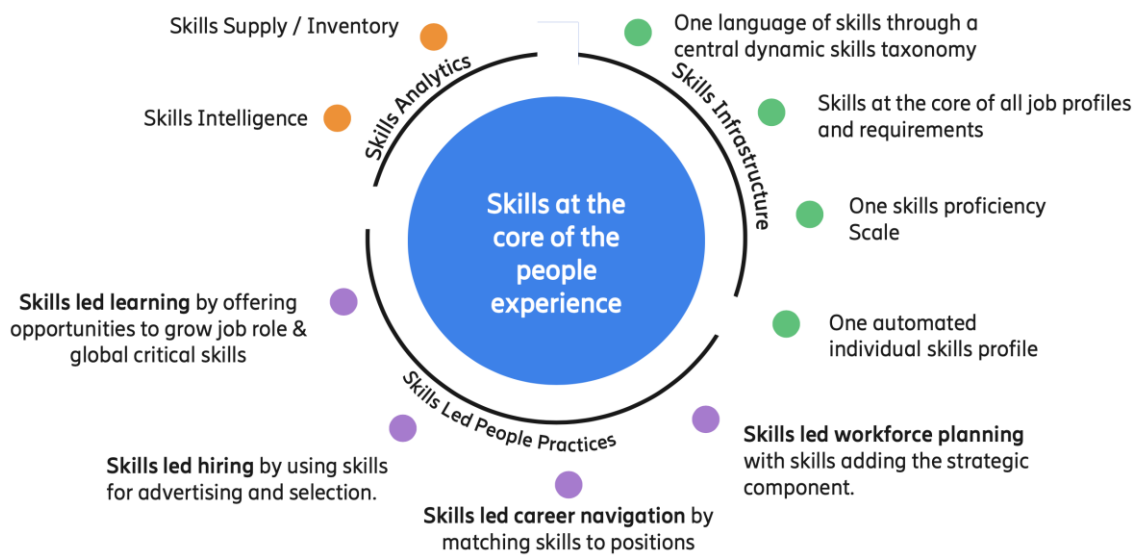 Skills Supply / Inventory
Skills Intelligence
Skills Analytics
One language of skills through a
central dynamic skills taxonomy
Skills at the core of all job profiles
and requirements
One skills proficiency
Scale
One automated
individual skills profile
Skills Infrastructure
Skills at the
core of the
people
experience
Skills led learning by offering
opportunities to grow job role &
global critical skills
Skills led hiring by using skills
for advertising and selection.
Skills led career navigation by
matching skills to positions
Skills led workforce planning
with skills adding the strategic
component.
Skills Led People Practices